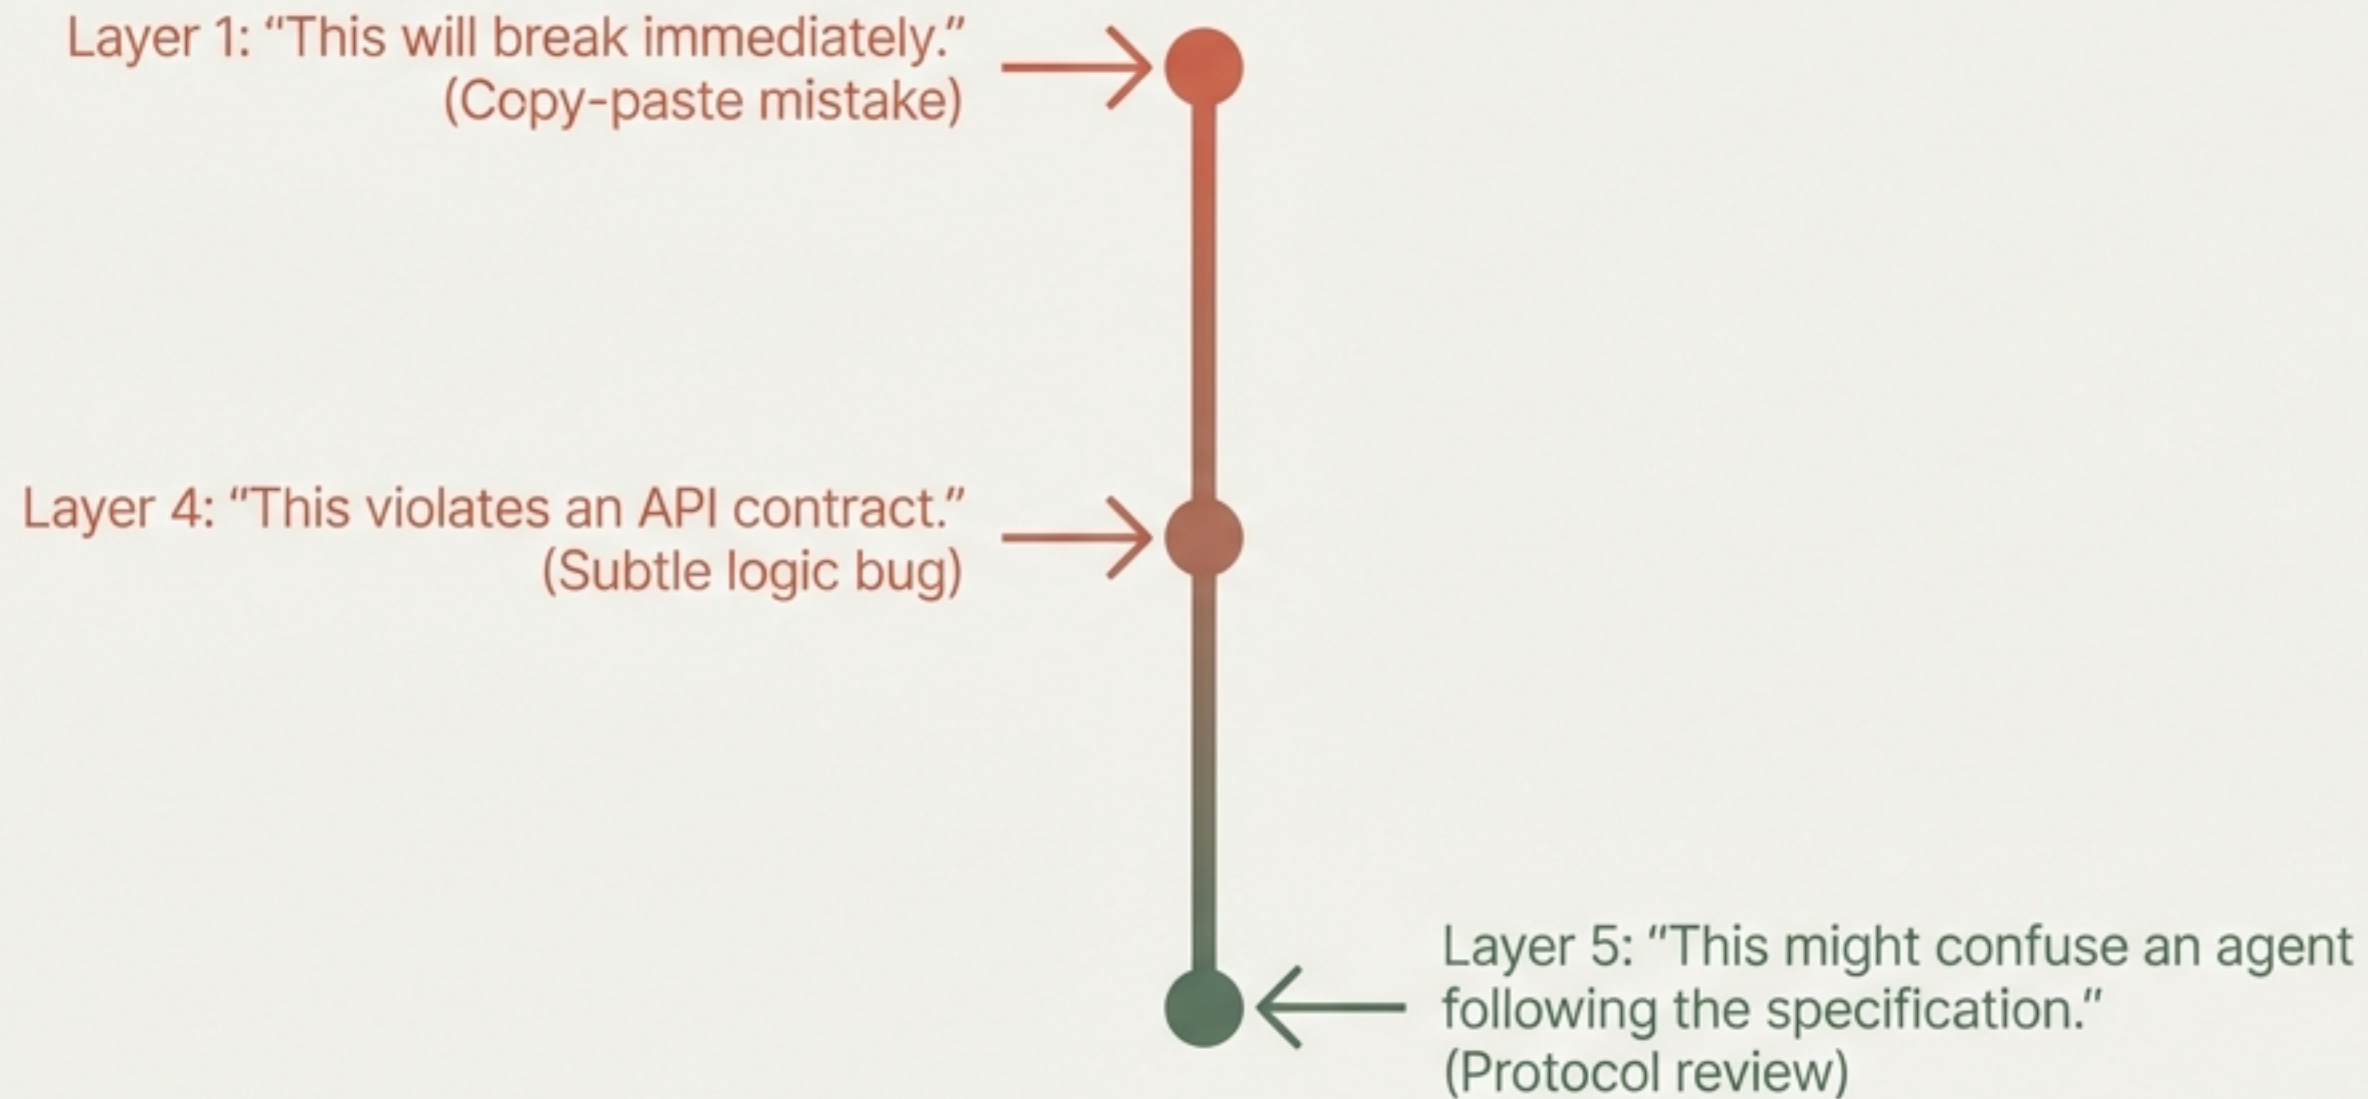 Layer 1: “This will break immediately.”
(Copy-paste mistake)
Layer 4: “This violates an API contract.”
(Subtle logic bug)
Layer 5: “This might confuse an agent
following the specification.”
(Protocol review)